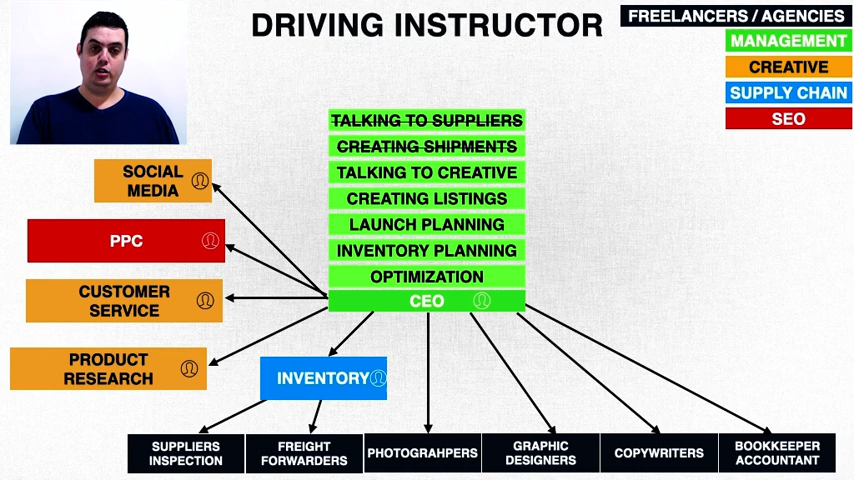 DRIVING INSTRUCTOR
FREELANCERS / AGENCIES
MANAGEMENT
CREATIVE
SUPPLY CHAIN
SEO
TALKING TO SUPPLIERS
CREATING SHIPMENTS
TALKING TO CREATIVE
CREATING LISTINGS
LAUNCH PLANNING
INVENTORY PLANNING
OPTIMIZATION
CEO
SOCIAL
MEDIA
PPC
CUSTOMER
SERVICE
PRODUCT
RESEARCH
INVENTORY
SUPPLIERS
INSPECTION
FREIGHT
FORWARDERS
PHOTOGRAHPERS
GRAPHIC
DESIGNERS
COPYWRITERS
BOOKKEEPER
ACCOUNTANT